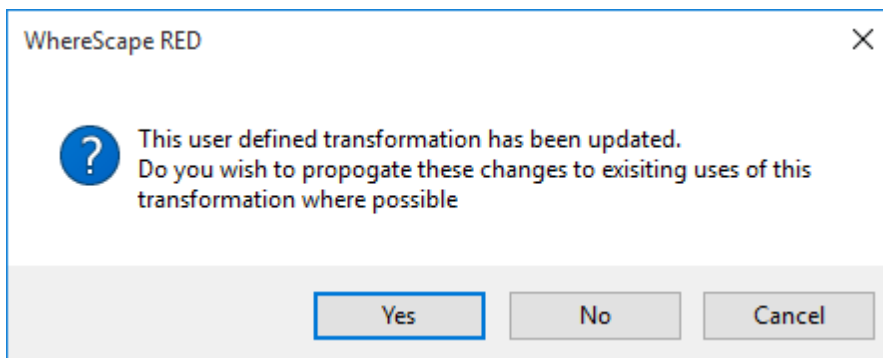 WhereScape RED
This user defined transformation has been updated.
Do you wish to propogate these changes to exisiting uses of this
transformation where possible
Yes
No
Cancel